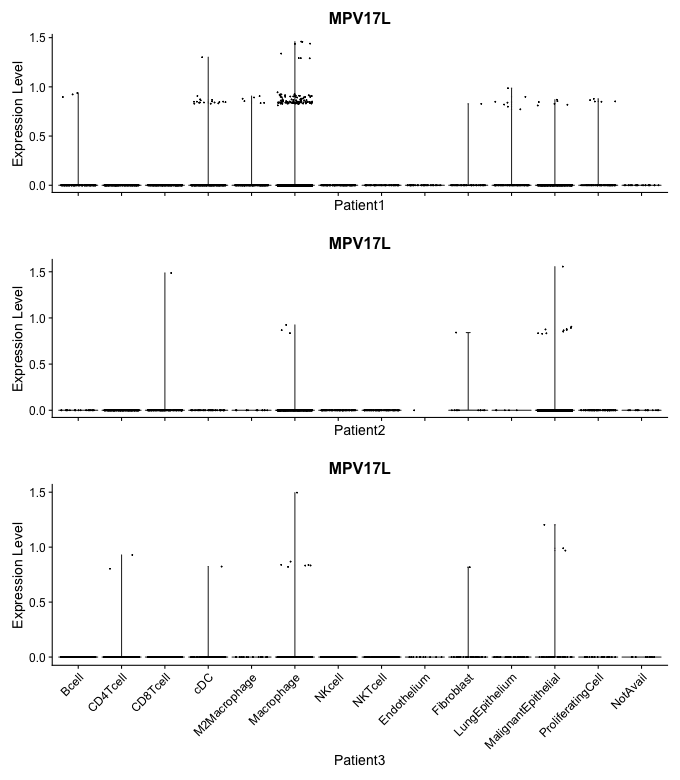 MPV17L
Expression Level
1.5
1.0
0.5
0.0
Patient1
MPV17L
Expression Level
1.5
1.0
0.5
0.0
Patient2
MPV17L
Expression Level
1.5
1.0
0.5
0.0
Bcell
CD4Tcell
CD8Tcell
cDC
M2Macrophage
Macrophage
NKcell
NKTcell
Endothelium
Fibroblast
LungEpithelium
MalignantEpithelial
ProliferatingCell
NotAvail
Patient3